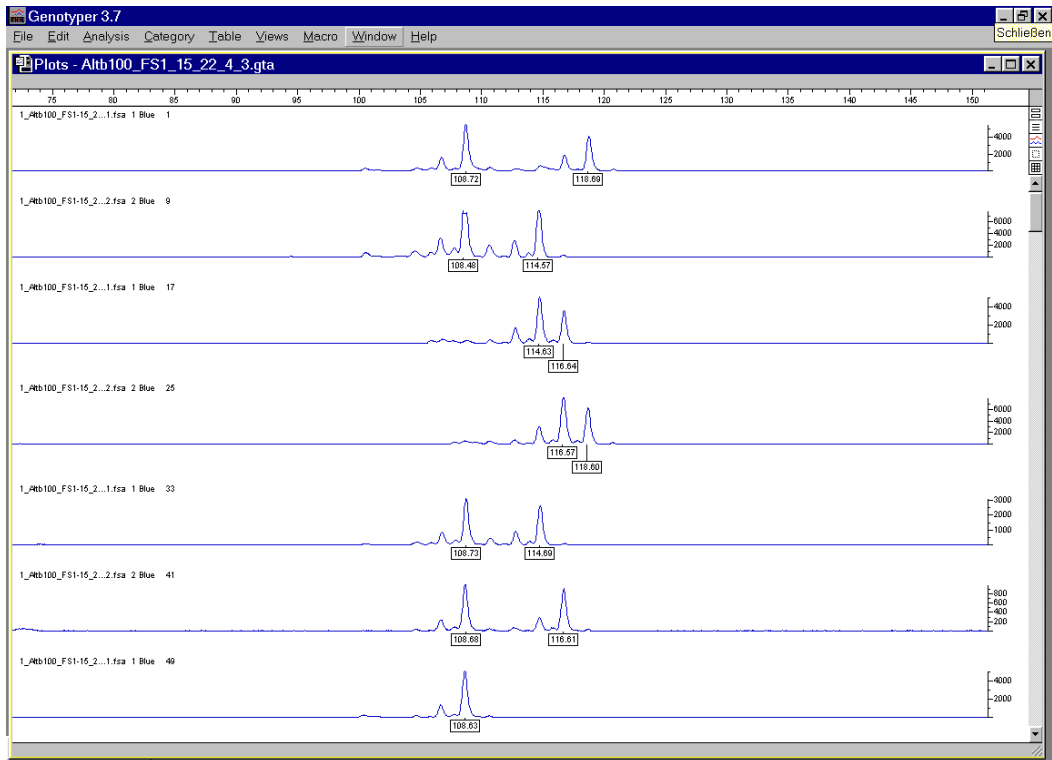 Genotyper 3.7
File Edit Analysis Category Table Views Macro Window Help
Schließen
Plots - Altb100_FS1_15_22_4_3.gta
75 80 85 90 95 100 105 110 115 120 125 130 135 140 145 150
1_Altb100_FS1-15_2...1.fsa 1 Blue 1
4000
2000
108.72 118.69
1_Altb100_FS1-15_2...2.fsa 2 Blue 9
6000
4000
2000
108.48 114.57
1_Altb100_FS1-15_2...1.fsa 1 Blue 17
4000
2000
114.63
116.64
1_Altb100_FS1-15_2...2.fsa 2 Blue 25
6000
4000
2000
116.57
118.60
1_Altb100_FS1-15_2...1.fsa 1 Blue 33
3000
2000
1000
108.73 114.69
1_Altb100_FS1-15_2...2.fsa 2 Blue 41
800
600
400
200
108.68 116.61
1_Altb100_FS1-15_2...1.fsa 1 Blue 49
4000
2000
108.63